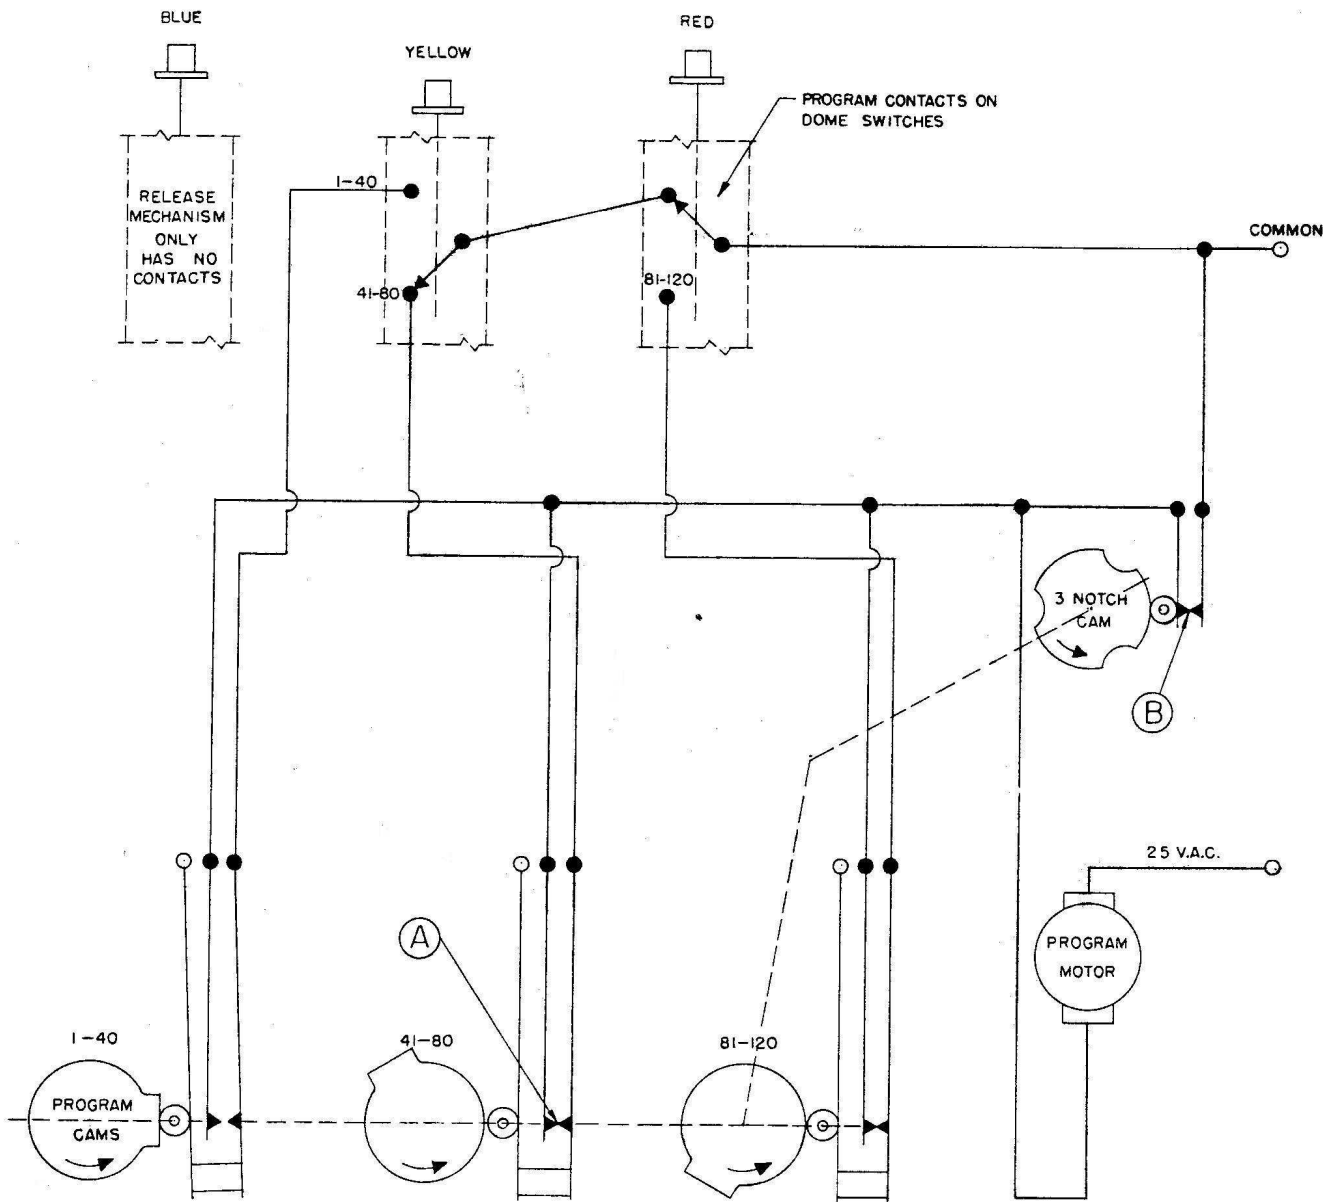 BLUE
YELLOW
RED
PROGRAM CONTACTS ON
DOME SWITCHES
1-40
RELEASE
MECHANISM
ONLY
HAS NO
CONTACTS
41-80
81-120
COMMON
3 NOTCH
CAM
B
25 V.A.C.
PROGRAM
MOTOR
A
1-40
41-80
81-120
PROGRAM
CAMS